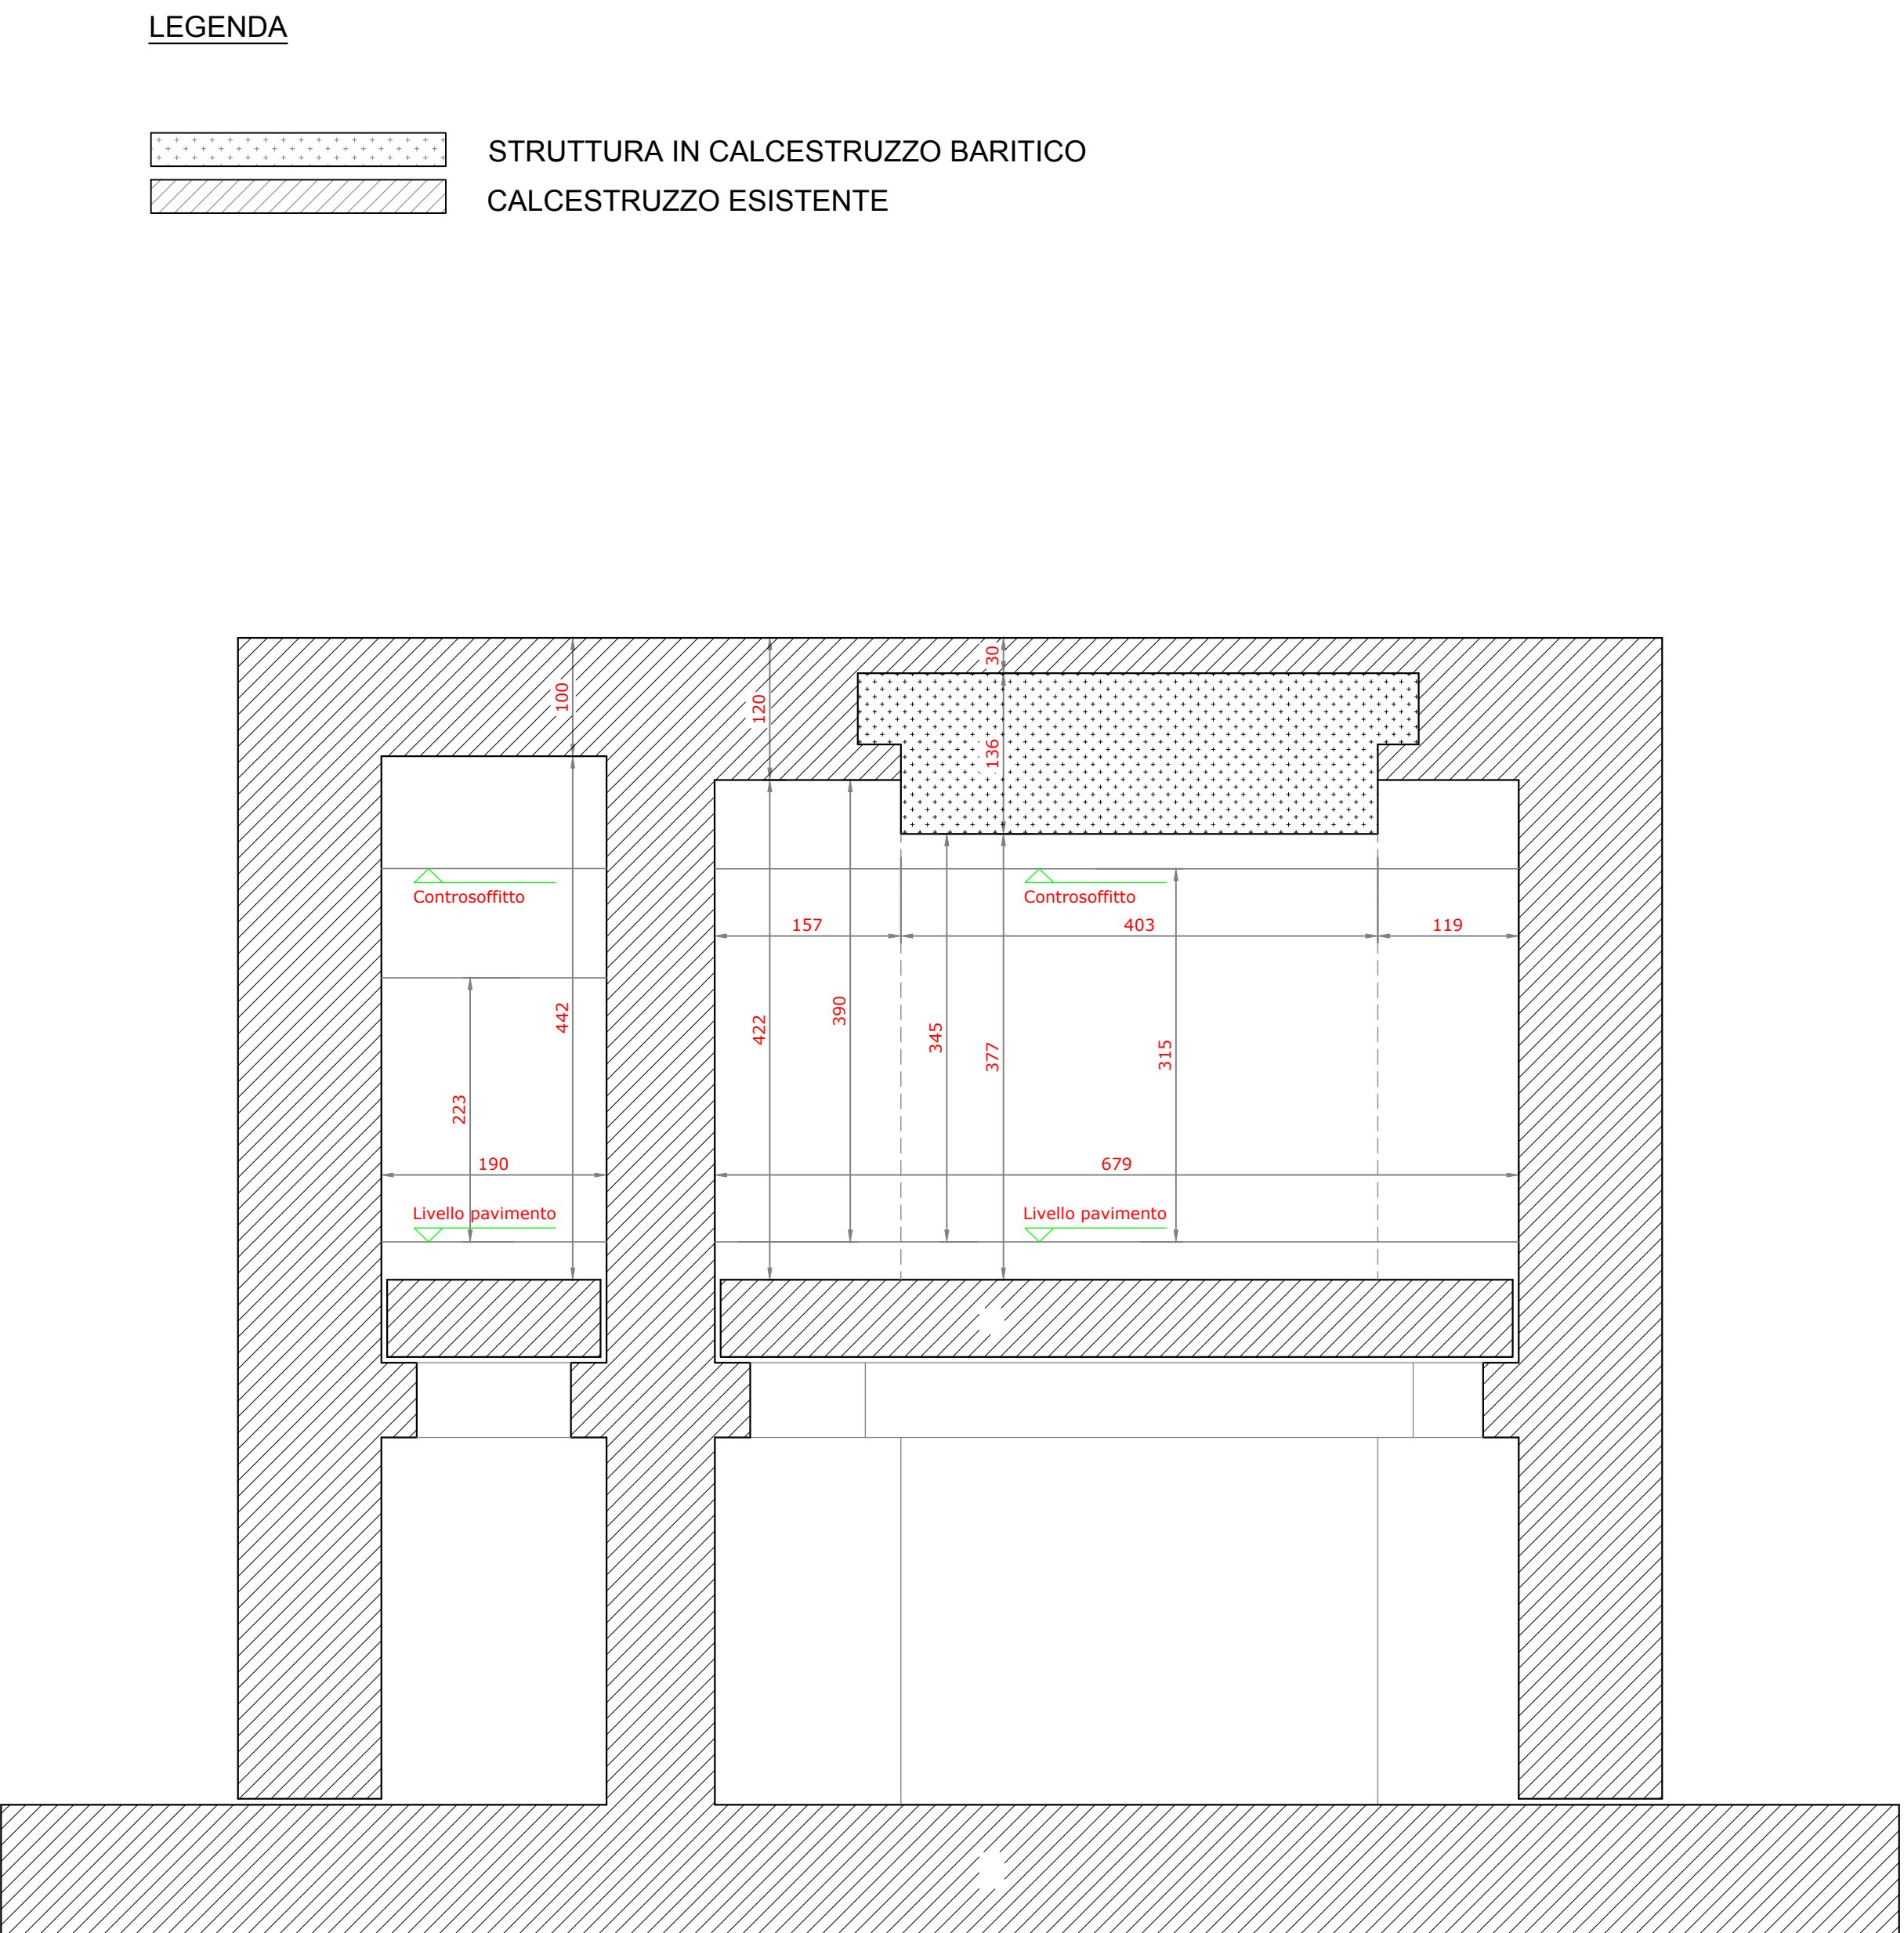 LEGENDA
STRUTTURA IN CALCESTRUZZO BARITICO
CALCESTRUZZO ESISTENTE
30
100
120
136
Controsoffitto
Controsoffitto
157
403
119
442
422
390
345
377
315
223
190
679
Livello pavimento
Livello pavimento